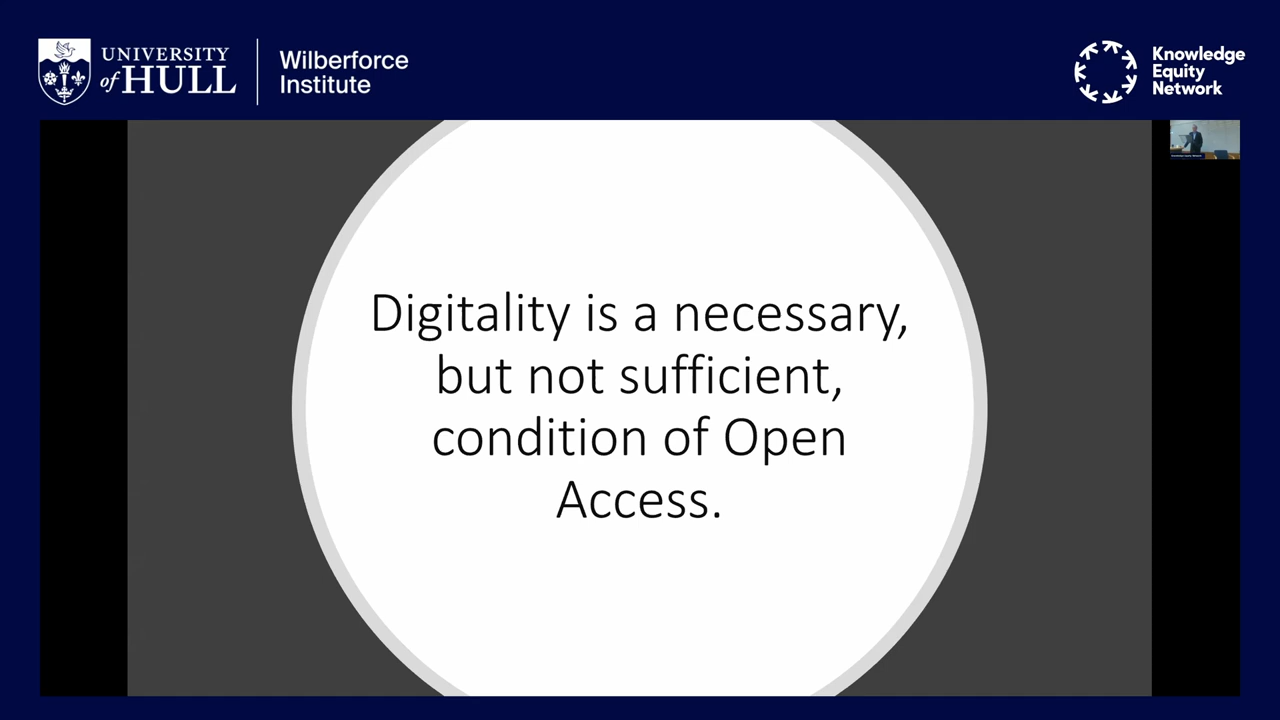 UNIVERSITY
of HULL
Wilberforce
Institute
Knowledge
Equity
Network
Digitality is a necessary,
but not sufficient,
condition of Open
Access.